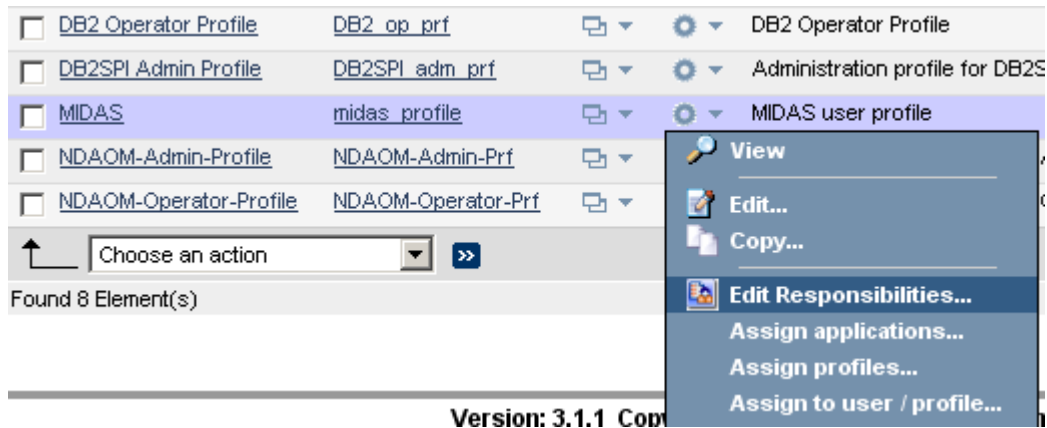 DB2 Operator Profile DB2_op_prf DB2 Operator Profile
DB2SPI Admin Profile DB2SPI_adm_prf Administration profile for DB2S
MIDAS midas_profile MIDAS user profile
NDAOM-Admin-Profile NDAOM-Admin-Prf
NDAOM-Operator-Profile NDAOM-Operator-Prf
View
Edit...
Copy...
Edit Responsibilities...
Assign applications...
Assign profiles...
Assign to user / profile...
Choose an action
Found 8 Element(s)
Version: 3.1.1 Copy